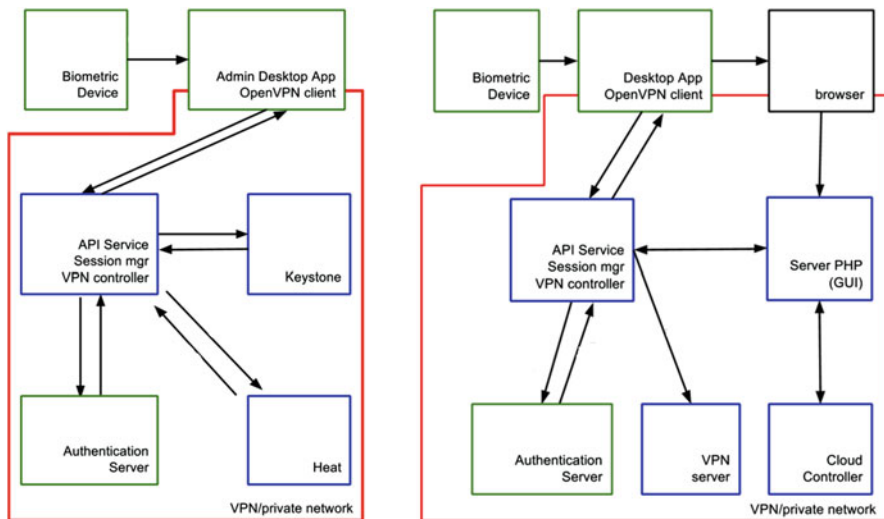 Biometric
Device
Admin Desktop App
OpenVPN client
API Service
Session mgr
VPN controller
Keystone
Authentication
Server
Heat
VPN/private network
Biometric
Device
Desktop App
OpenVPN client
browser
API Service
Session mgr
VPN controller
Server PHP
(GUI)
Authentication
Server
VPN
server
Cloud
Controller
VPN/private network